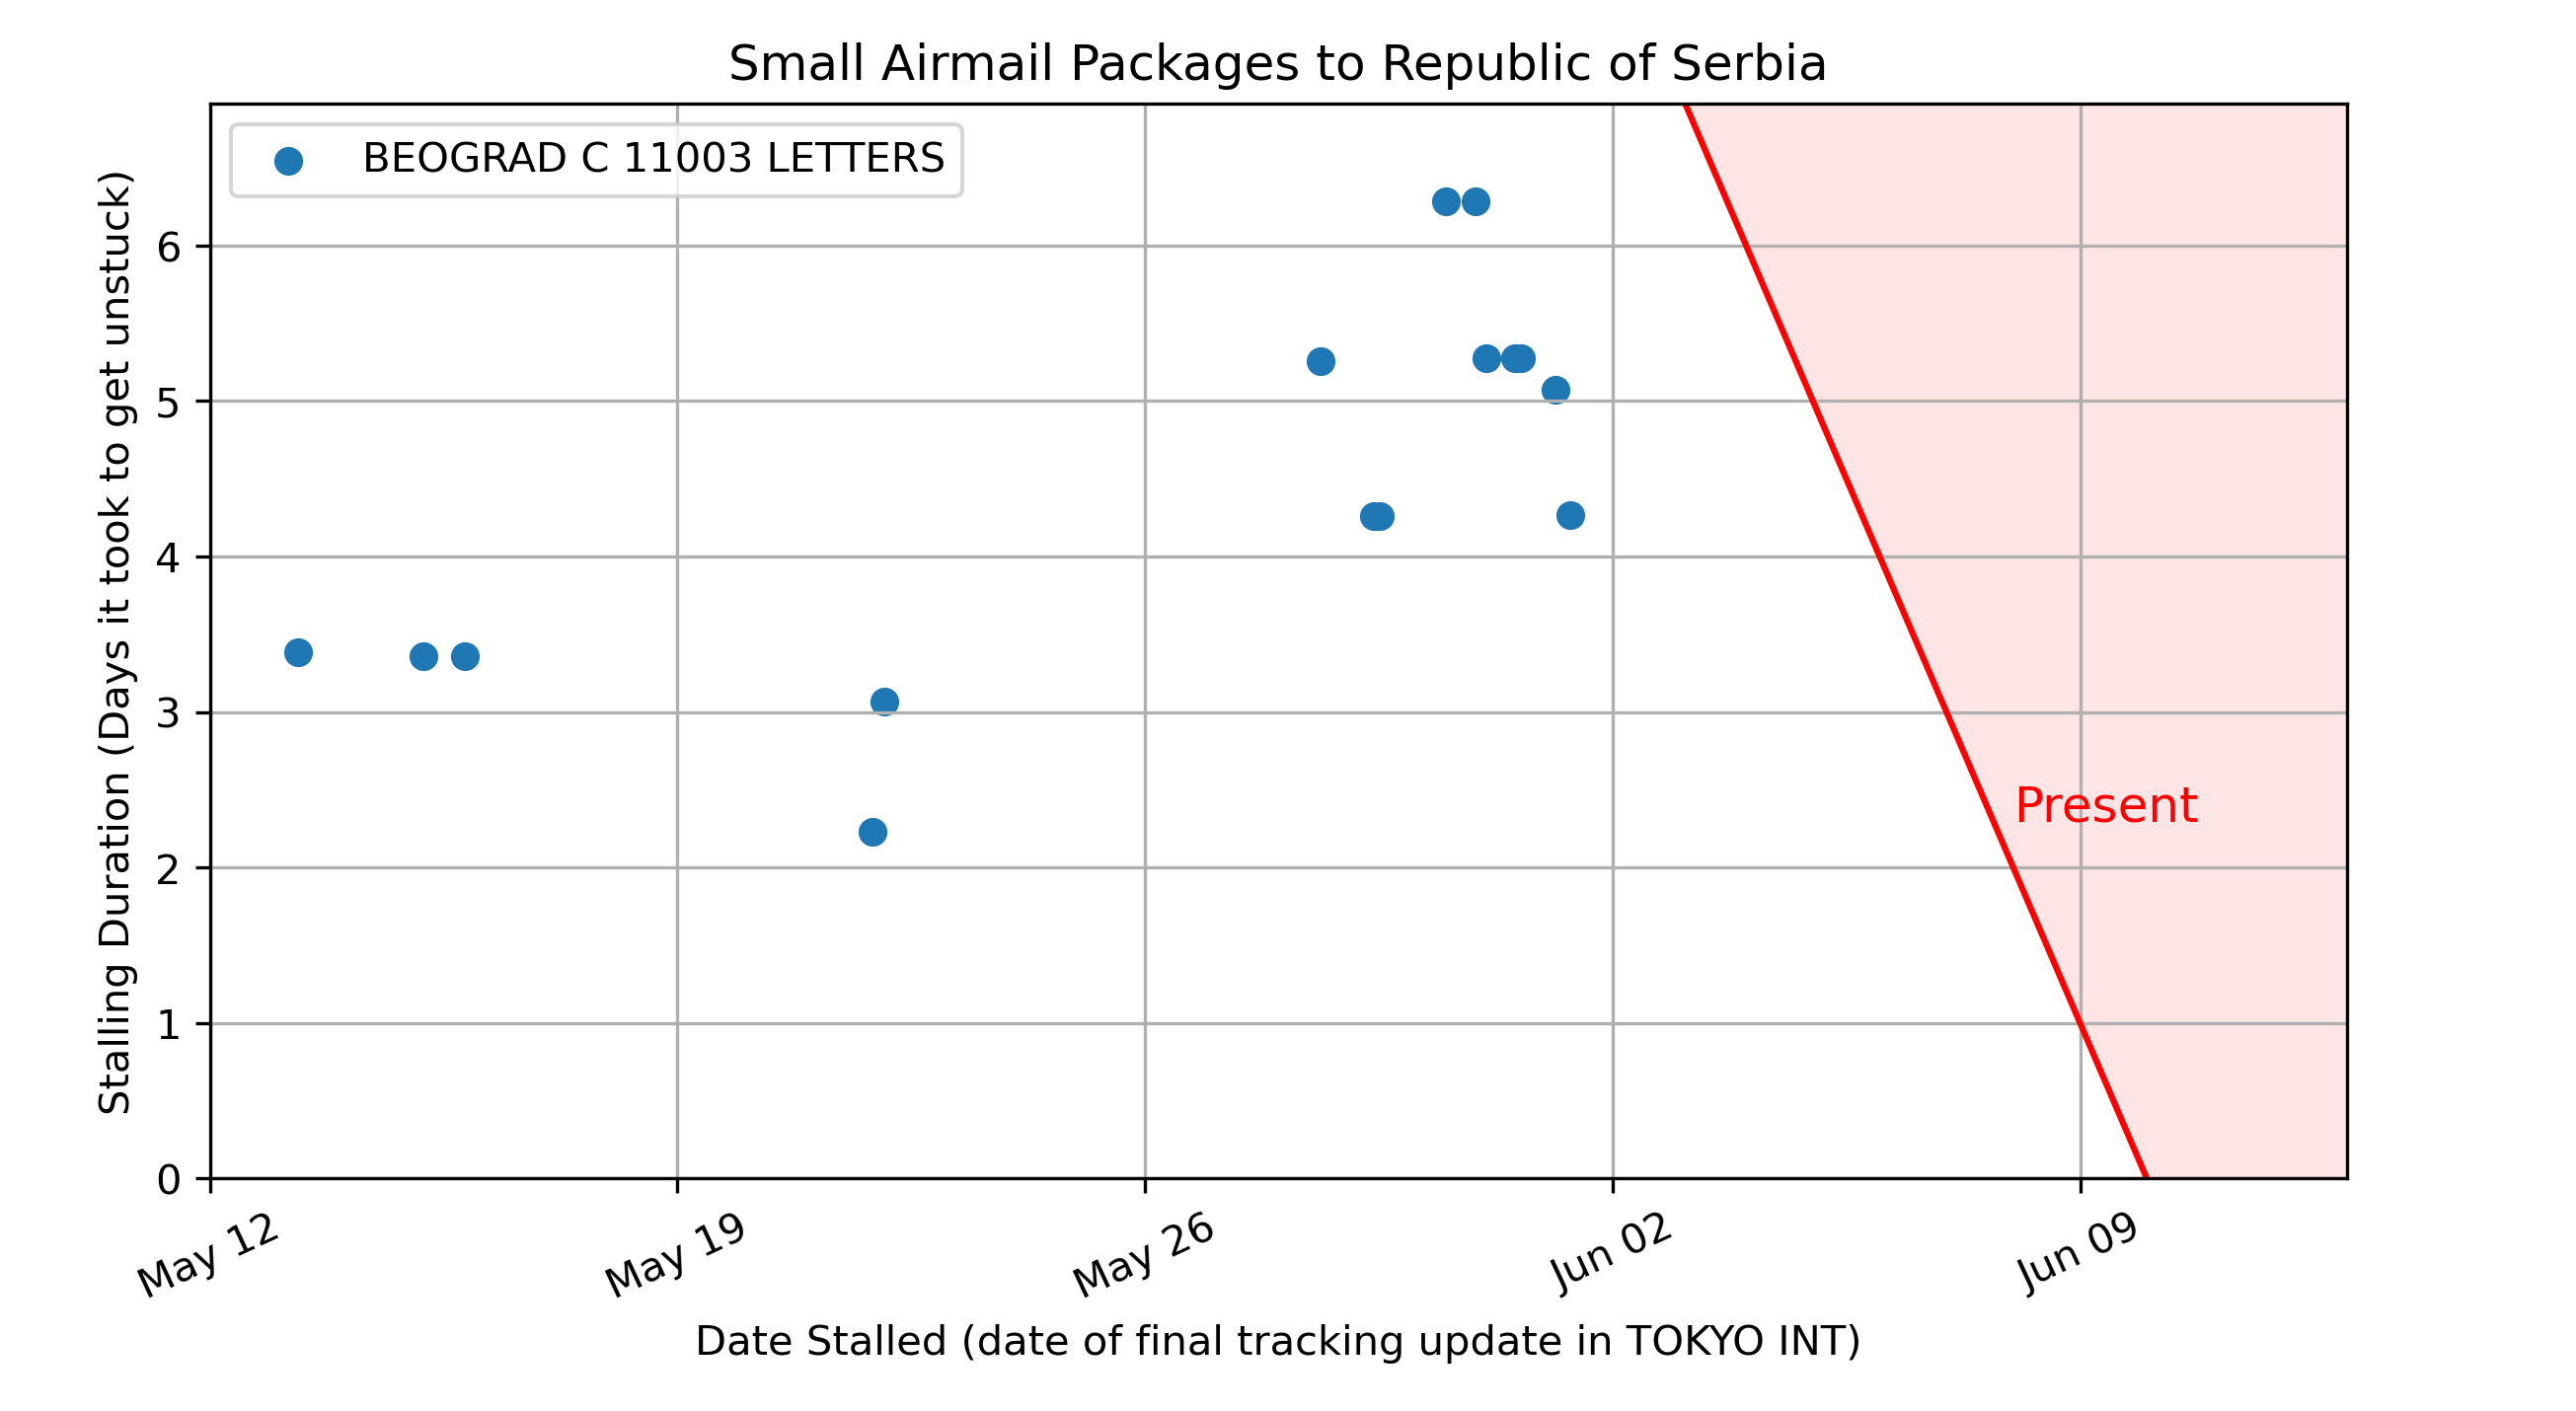 Small Airmail Packages to Republic of Serbia
BEOGRAD C 11003 LETTERS
Stalling Duration (Days it took to get unstuck)
6
5
4
3
2
1
0
Present
May 12
May 19
May 26
Jun 02
Jun 09
Date Stalled (date of final tracking update in TOKYO INT)